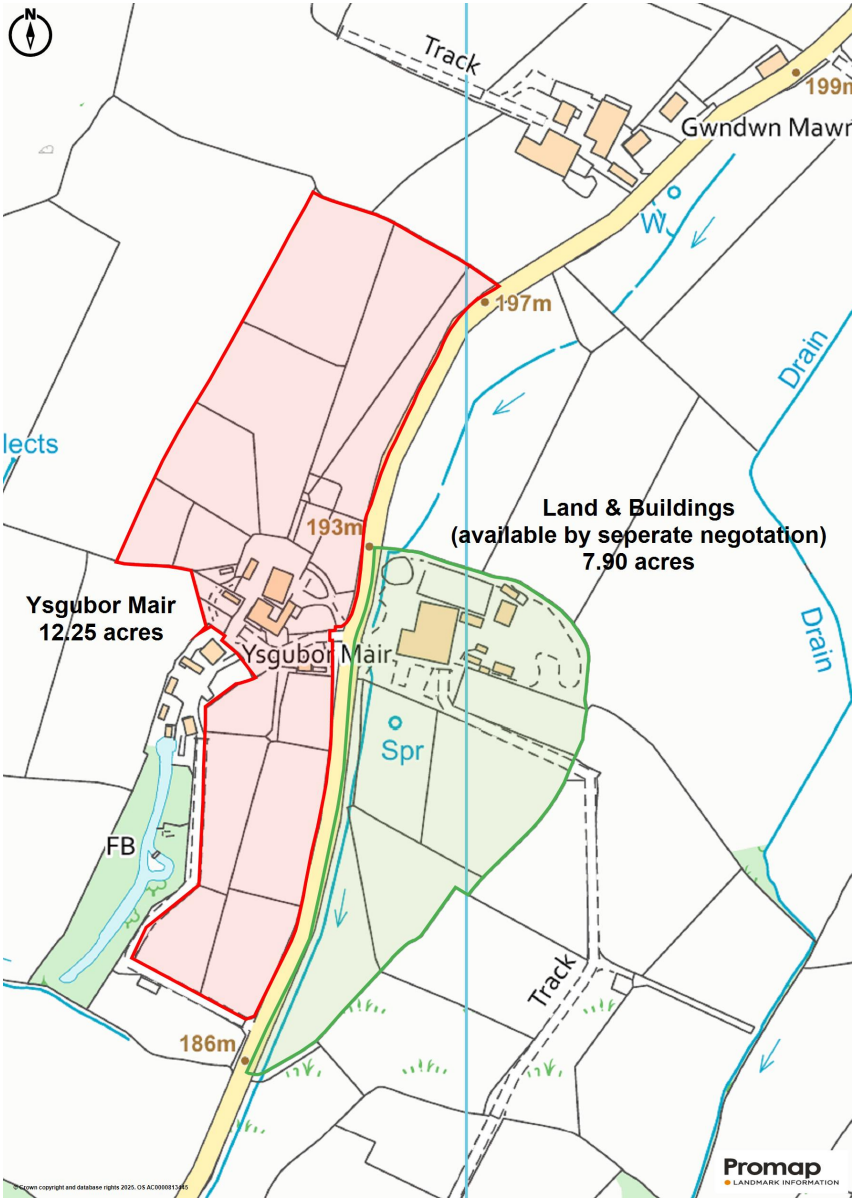 N
Track
199m
Gwndwn Mawr
W
197m
Drain
lects
Land & Buildings
(available by seperate negotation)
7.90 acres
193m
Ysgubor Mair
12.25 acres
Drain
Ysgubor Mair
Spr
FB
Track
186m
Promap
LANDMARK INFORMATION